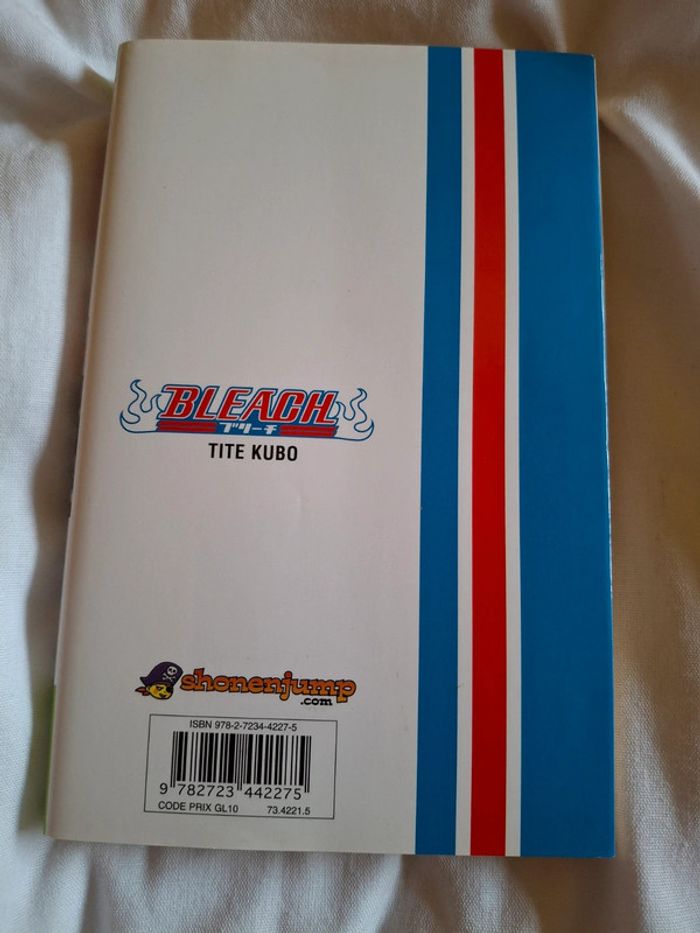 BLEACH
ブリーチ
TITE KUBO
shonenjump
.com
ISBN 978-2-7234-4227-5
9 782723 442275
CODE PRIX GL10 73.4221.5